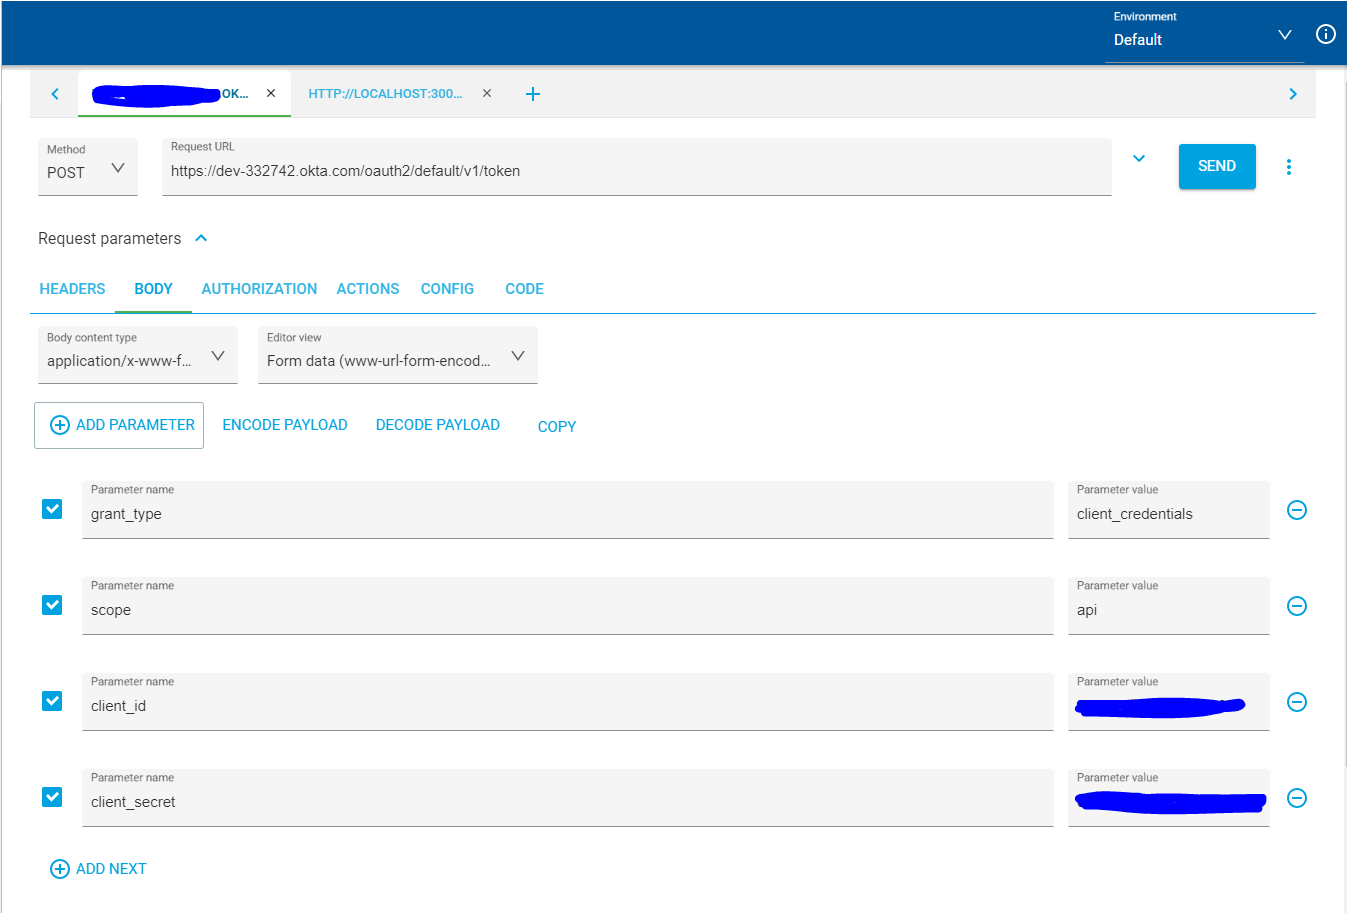 Environment
Default
OK...
HTTP://LOCALHOST:300...
Method
POST
Request URL
https://dev-332742.okta.com/oauth2/default/v1/token
SEND
Request parameters
HEADERS BODY AUTHORIZATION ACTIONS CONFIG CODE
Body content type
application/x-www-f...
Editor view
Form data (www-url-form-encod...
ADD PARAMETER ENCODE PAYLOAD DECODE PAYLOAD COPY
Parameter name
grant_type
Parameter value
client_credentials
Parameter name
scope
Parameter value
api
Parameter name
client_id
Parameter value
Parameter name
client_secret
Parameter value
ADD NEXT